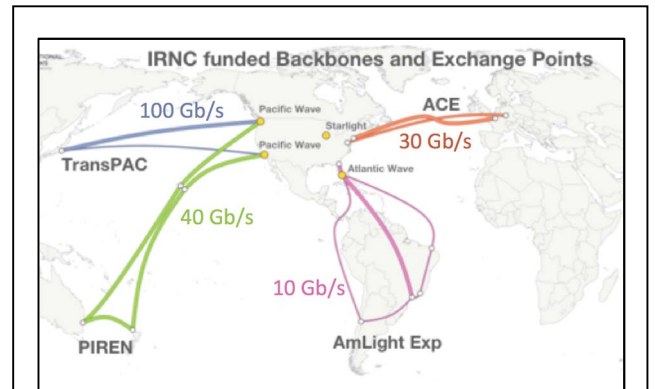 IRNC funded Backbones and Exchange Points
100 Gb/s
Pacific Wave
ACE
Starlight
Pacific Wave
30 Gb/s
TransPAC
Atlantic Wave
40 Gb/s
10 Gb/s
PIREN
AmLight Exp